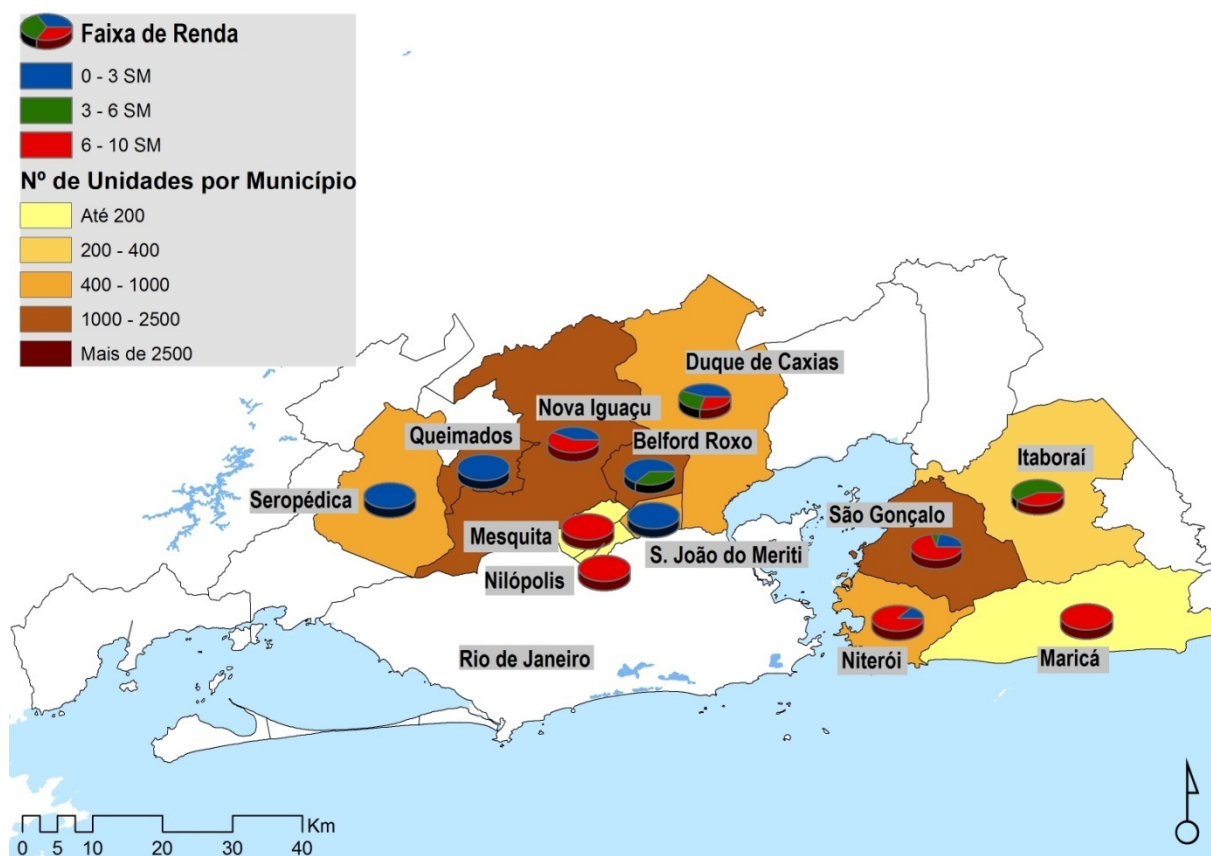 Faixa de Renda
0 - 3 SM
3 - 6 SM
6 - 10 SM
Nº de Unidades por Município
Até 200
200 - 400
400 - 1000
1000 - 2500
Mais de 2500
Duque de Caxias
Nova Iguaçu
Queimados
Belford Roxo
Itaboraí
Seropédica
São Gonçalo
Mesquita
S. João do Meriti
Nilópolis
Rio de Janeiro
Niterói
Maricá
Km
0 5 10 20 30 40